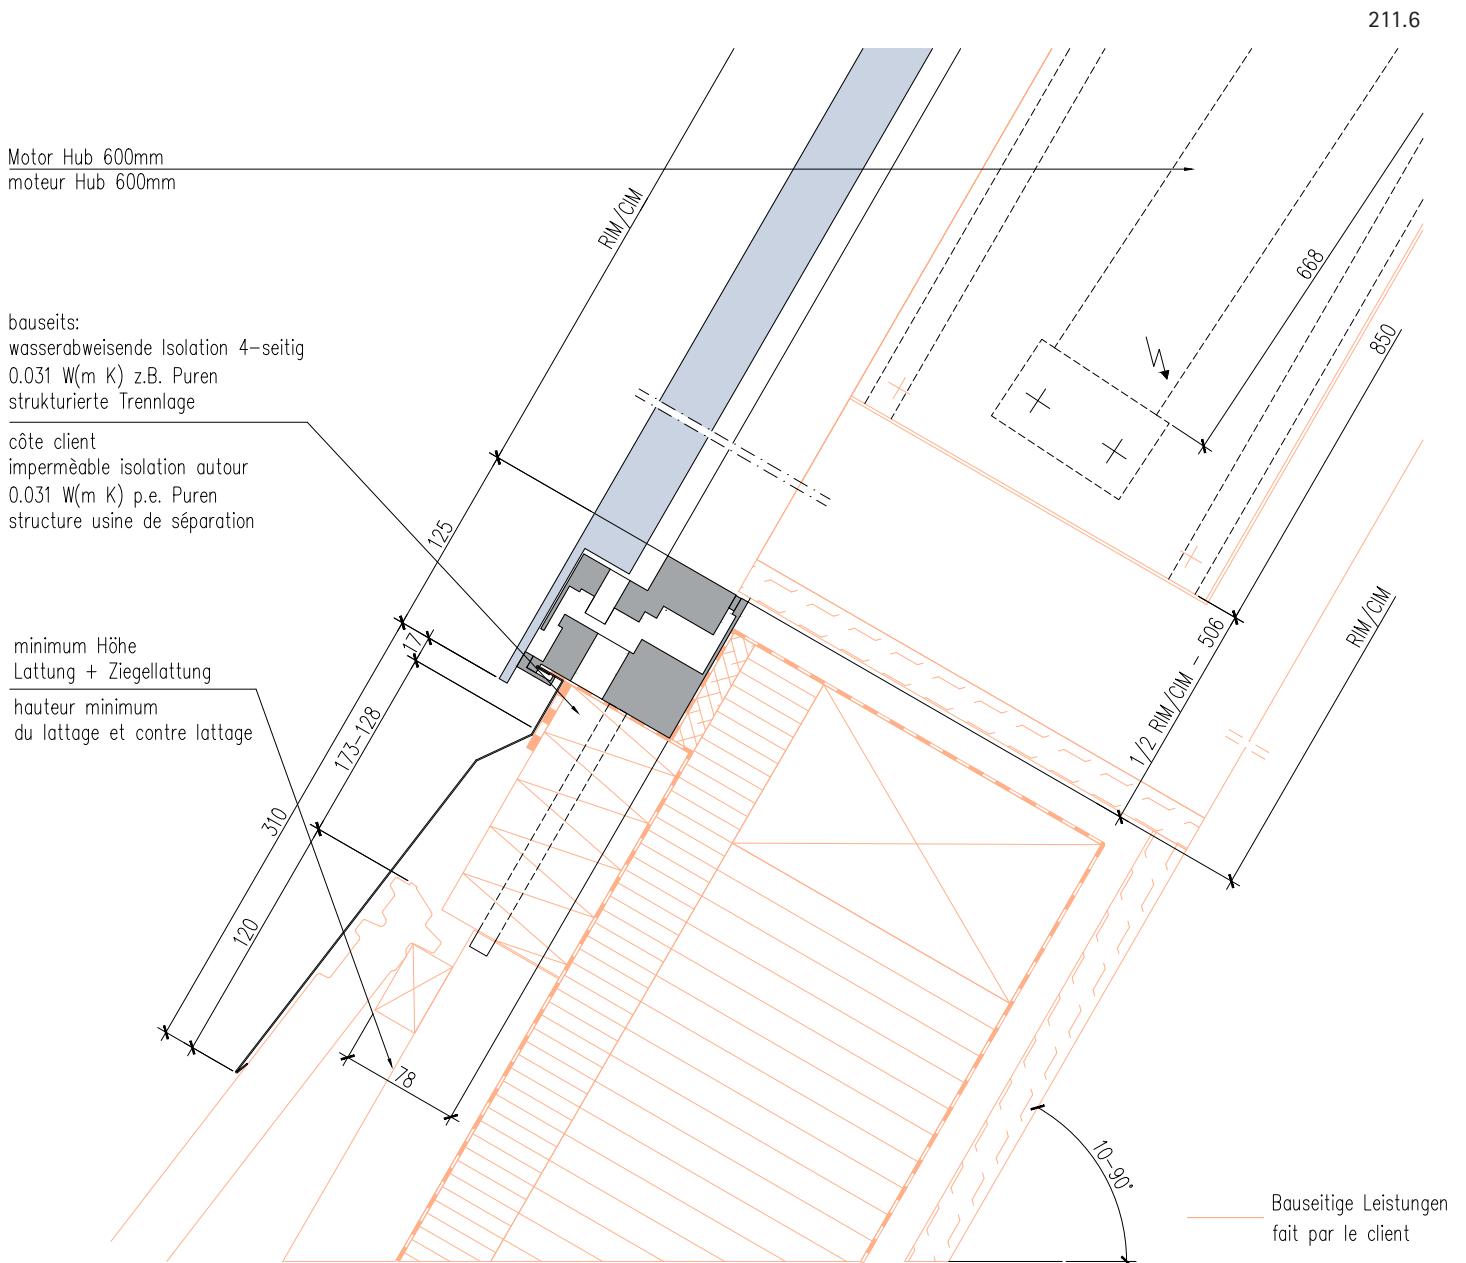 211.6
Motor Hub 600mm
moteur Hub 600mm
RIM/CIM
668
bauseits:
wasserabweisende Isolation 4-seitig
0.031 W(m K) z.B. Puren
strukturierte Trennlage
côte client
impermèable isolation autour
0.031 W(m K) p.e. Puren
structure usine de séparation
850
125
17
minimum Höhe
Lattung + Ziegellattung
hauteur minimum
du lattage et contre lattage
RIM/CIM
1/2 RIM/CIM - 506
173-128
310
120
78
10-90°
Bauseitige Leistungen
fait par le client